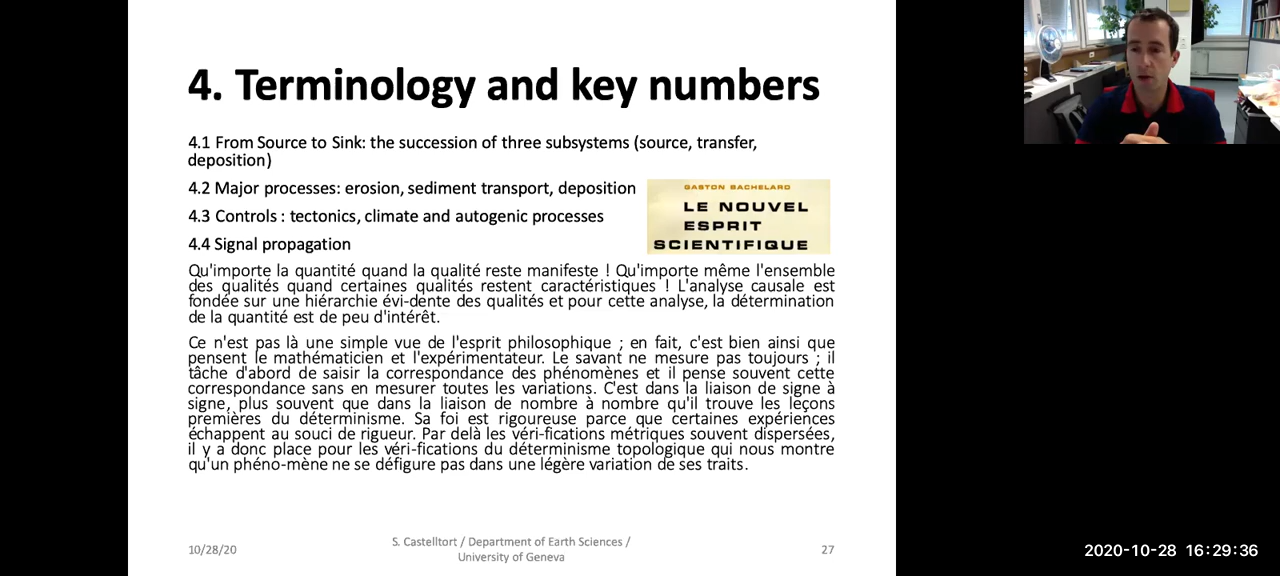 4. Terminology and key numbers
4.1 From Source to Sink: the succession of three subsystems (source, transfer,
deposition)
4.2 Major processes: erosion, sediment transport, deposition
4.3 Controls : tectonics, climate and autogenic processes
4.4 Signal propagation
GASTON BACHELARD
LE NOUVEL
ESPRIT
SCIENTIFIQUE
Qu'importe la quantité quand la qualité reste manifeste ! Qu'importe même l'ensemble
des qualités quand certaines qualités restent caractéristiques ! L'analyse causale est
fondée sur une hiérarchie évi-dente des qualités et pour cette analyse, la détermination
de la quantité est de peu d'intérêt.
Ce n'est pas là une simple vue de l'esprit philosophique ; en fait, c'est bien ainsi que
pensent le mathématicien et l'expérimentateur. Le savant ne mesure pas toujours ; il
tâche d'abord de saisir la correspondance des phénomènes et il pense souvent cette
correspondance sans en mesurer toutes les variations. C'est dans la liaison de signe à
signe, plus souvent que dans la liaison de nombre à nombre qu'il trouve les leçons
premières du déterminisme. Sa foi est rigoureuse parce que certaines expériences
échappent au souci de rigueur. Par delà les véri-fications métriques souvent dispersées,
il y a donc place pour les véri-fications du déterminisme topologique qui nous montre
qu'un phéno-mène ne se défigure pas dans une légère variation de ses traits.
10/28/20
S. Castelltort / Department of Earth Sciences /
University of Geneva
27
2020-10-28 16:29:36